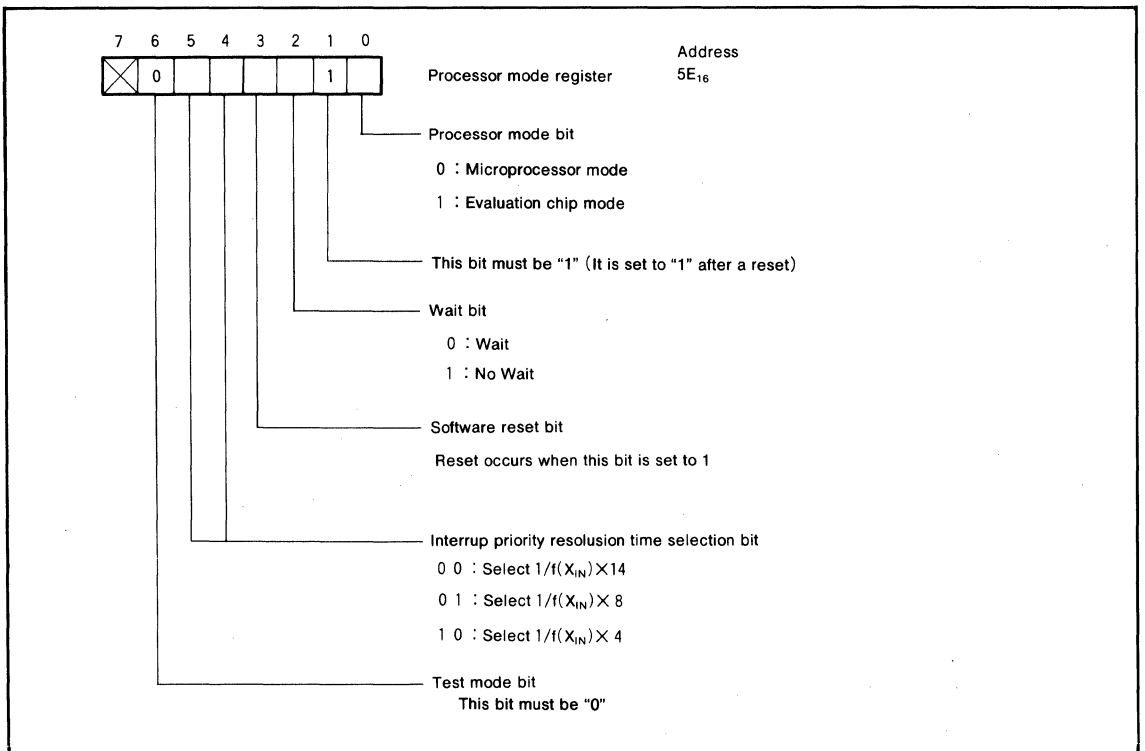 7 6 5 4 3 2 1 0
Address
0 1 Processor mode register 5E₁₆
Processor mode bit
0 : Microprocessor mode
1 : Evaluation chip mode
This bit must be “1” (It is set to “1” after a reset)
Wait bit
0 : Wait
1 : No Wait
Software reset bit
Reset occurs when this bit is set to 1
Interrup priority resolusion time selection bit
0 0 : Select 1/f(X_IN)×14
0 1 : Select 1/f(X_IN)× 8
1 0 : Select 1/f(X_IN)× 4
Test mode bit
This bit must be “0”